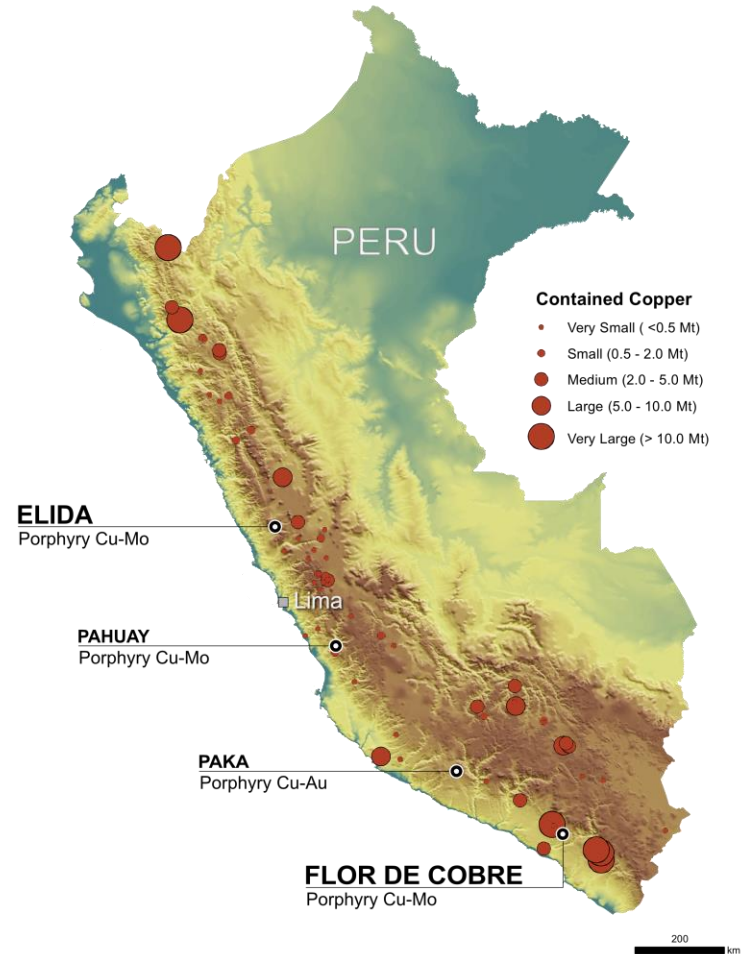 PERU
Contained Copper
Very Small ( <0.5 Mt)
Small (0.5 - 2.0 Mt)
Medium (2.0 - 5.0 Mt)
Large (5.0 - 10.0 Mt)
Very Large (> 10.0 Mt)
ELIDA
Porphyry Cu-Mo
Lima
PAHUAY
Porphyry Cu-Mo
PAKA
Porphyry Cu-Au
FLOR DE COBRE
Porphyry Cu-Mo
200
km